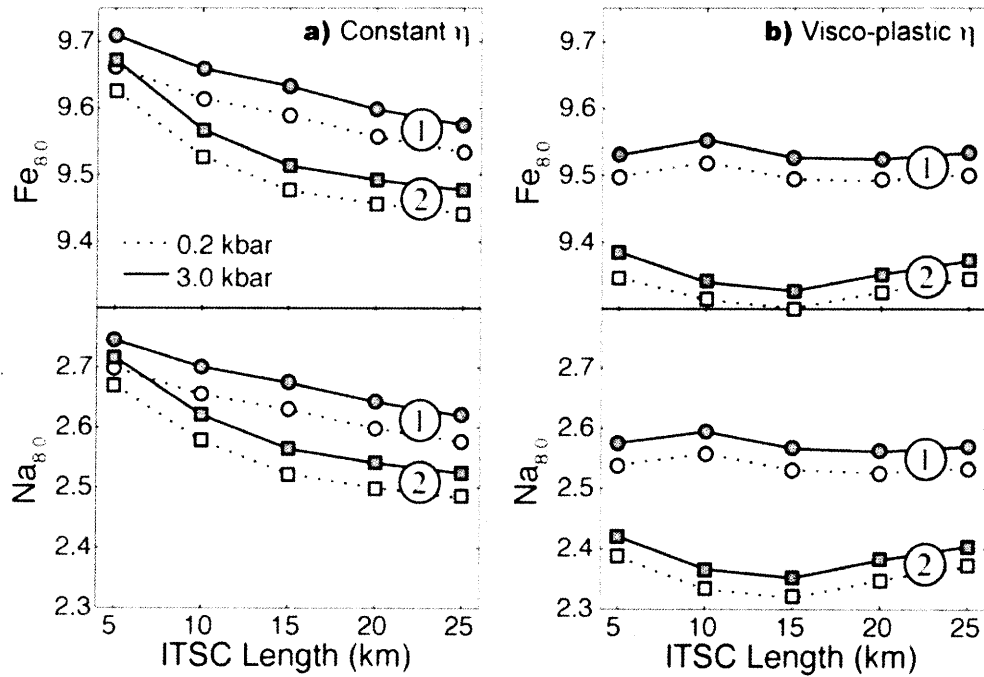 a) Constant η
9.7
9.6
9.5
9.4
Fe8.0
1
2
0.2 kbar
3.0 kbar
2.7
2.6
2.5
2.4
2.3
Na8.0
1
2
5 10 15 20 25
ITSC Length (km)
b) Visco-plastic η
9.7
9.6
9.5
9.4
Fe8.0
1
2
2.7
2.6
2.5
2.4
2.3
Na8.0
1
2
5 10 15 20 25
ITSC Length (km)